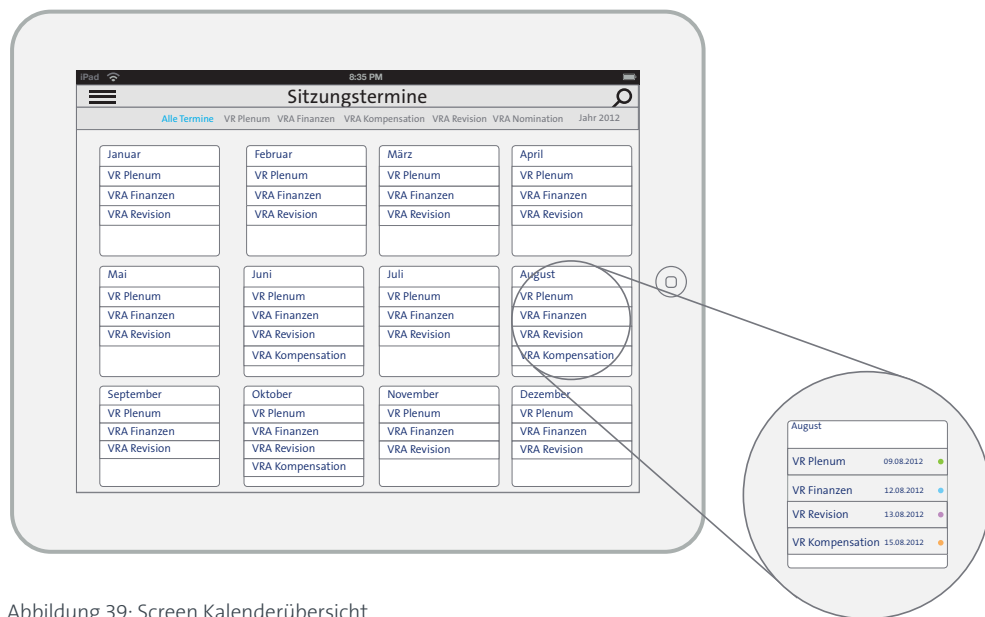 iPad 8:35 PM
Sitzungstermine
Alle Termine VR Plenum VRA Finanzen VRA Kompensation VRA Revision VRA Nomination Jahr 2012
Januar
VR Plenum
VRA Finanzen
VRA Revision
Februar
VR Plenum
VRA Finanzen
VRA Revision
März
VR Plenum
VRA Finanzen
VRA Revision
April
VR Plenum
VRA Finanzen
VRA Revision
Mai
VR Plenum
VRA Finanzen
VRA Revision
Juni
VR Plenum
VRA Finanzen
VRA Revision
VRA Kompensation
Juli
VR Plenum
VRA Finanzen
VRA Revision
August
VR Plenum
VRA Finanzen
VRA Revision
VRA Kompensation
September
VR Plenum
VRA Finanzen
VRA Revision
Oktober
VR Plenum
VRA Finanzen
VRA Revision
VRA Kompensation
November
VR Plenum
VRA Finanzen
VRA Revision
Dezember
VR Plenum
VRA Finanzen
VRA Revision
August
VR Plenum 09.08.2012
VR Finanzen 12.08.2012
VR Revision 13.08.2012
VR Kompensation 15.08.2012
Abbildung 39: Screen Kalenderübersicht